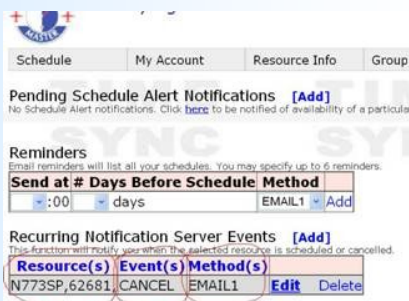 MASTER
Schedule My Account Resource Info Group
Pending Schedule Alert Notifications [Add]
No Schedule Alert notifications. Click here to be notified of availability of a particula
Reminders
Email reminders will list all your schedules. You may specify up to 6 reminders.
Send at # Days Before Schedule Method
:00 days EMAIL1 Add
Recurring Notification Server Events [Add]
This function will notify you when the selected resource is scheduled or cancelled.
Resource(s) Event(s) Method(s)
N773SP,62681, CANCEL EMAIL1 Edit Delete